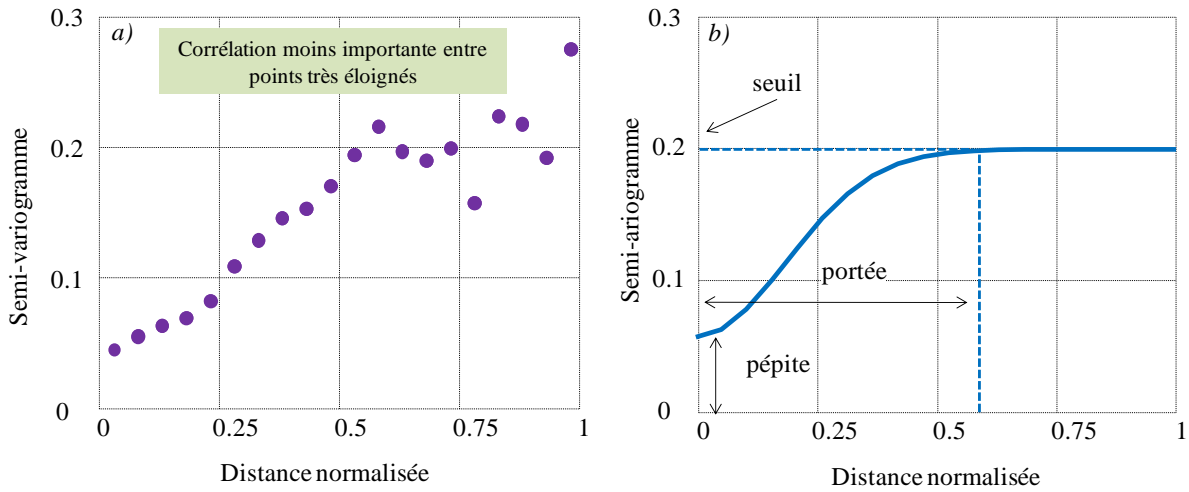 a)
Corrélation moins importante entre
points très éloignés
Semi-variogramme
0.3
0.2
0.1
0
0 0.25 0.5 0.75 1
Distance normalisée
b)
seuil
portée
pépite
Semi-ariogramme
0.3
0.2
0.1
0
0 0.25 0.5 0.75 1
Distance normalisée